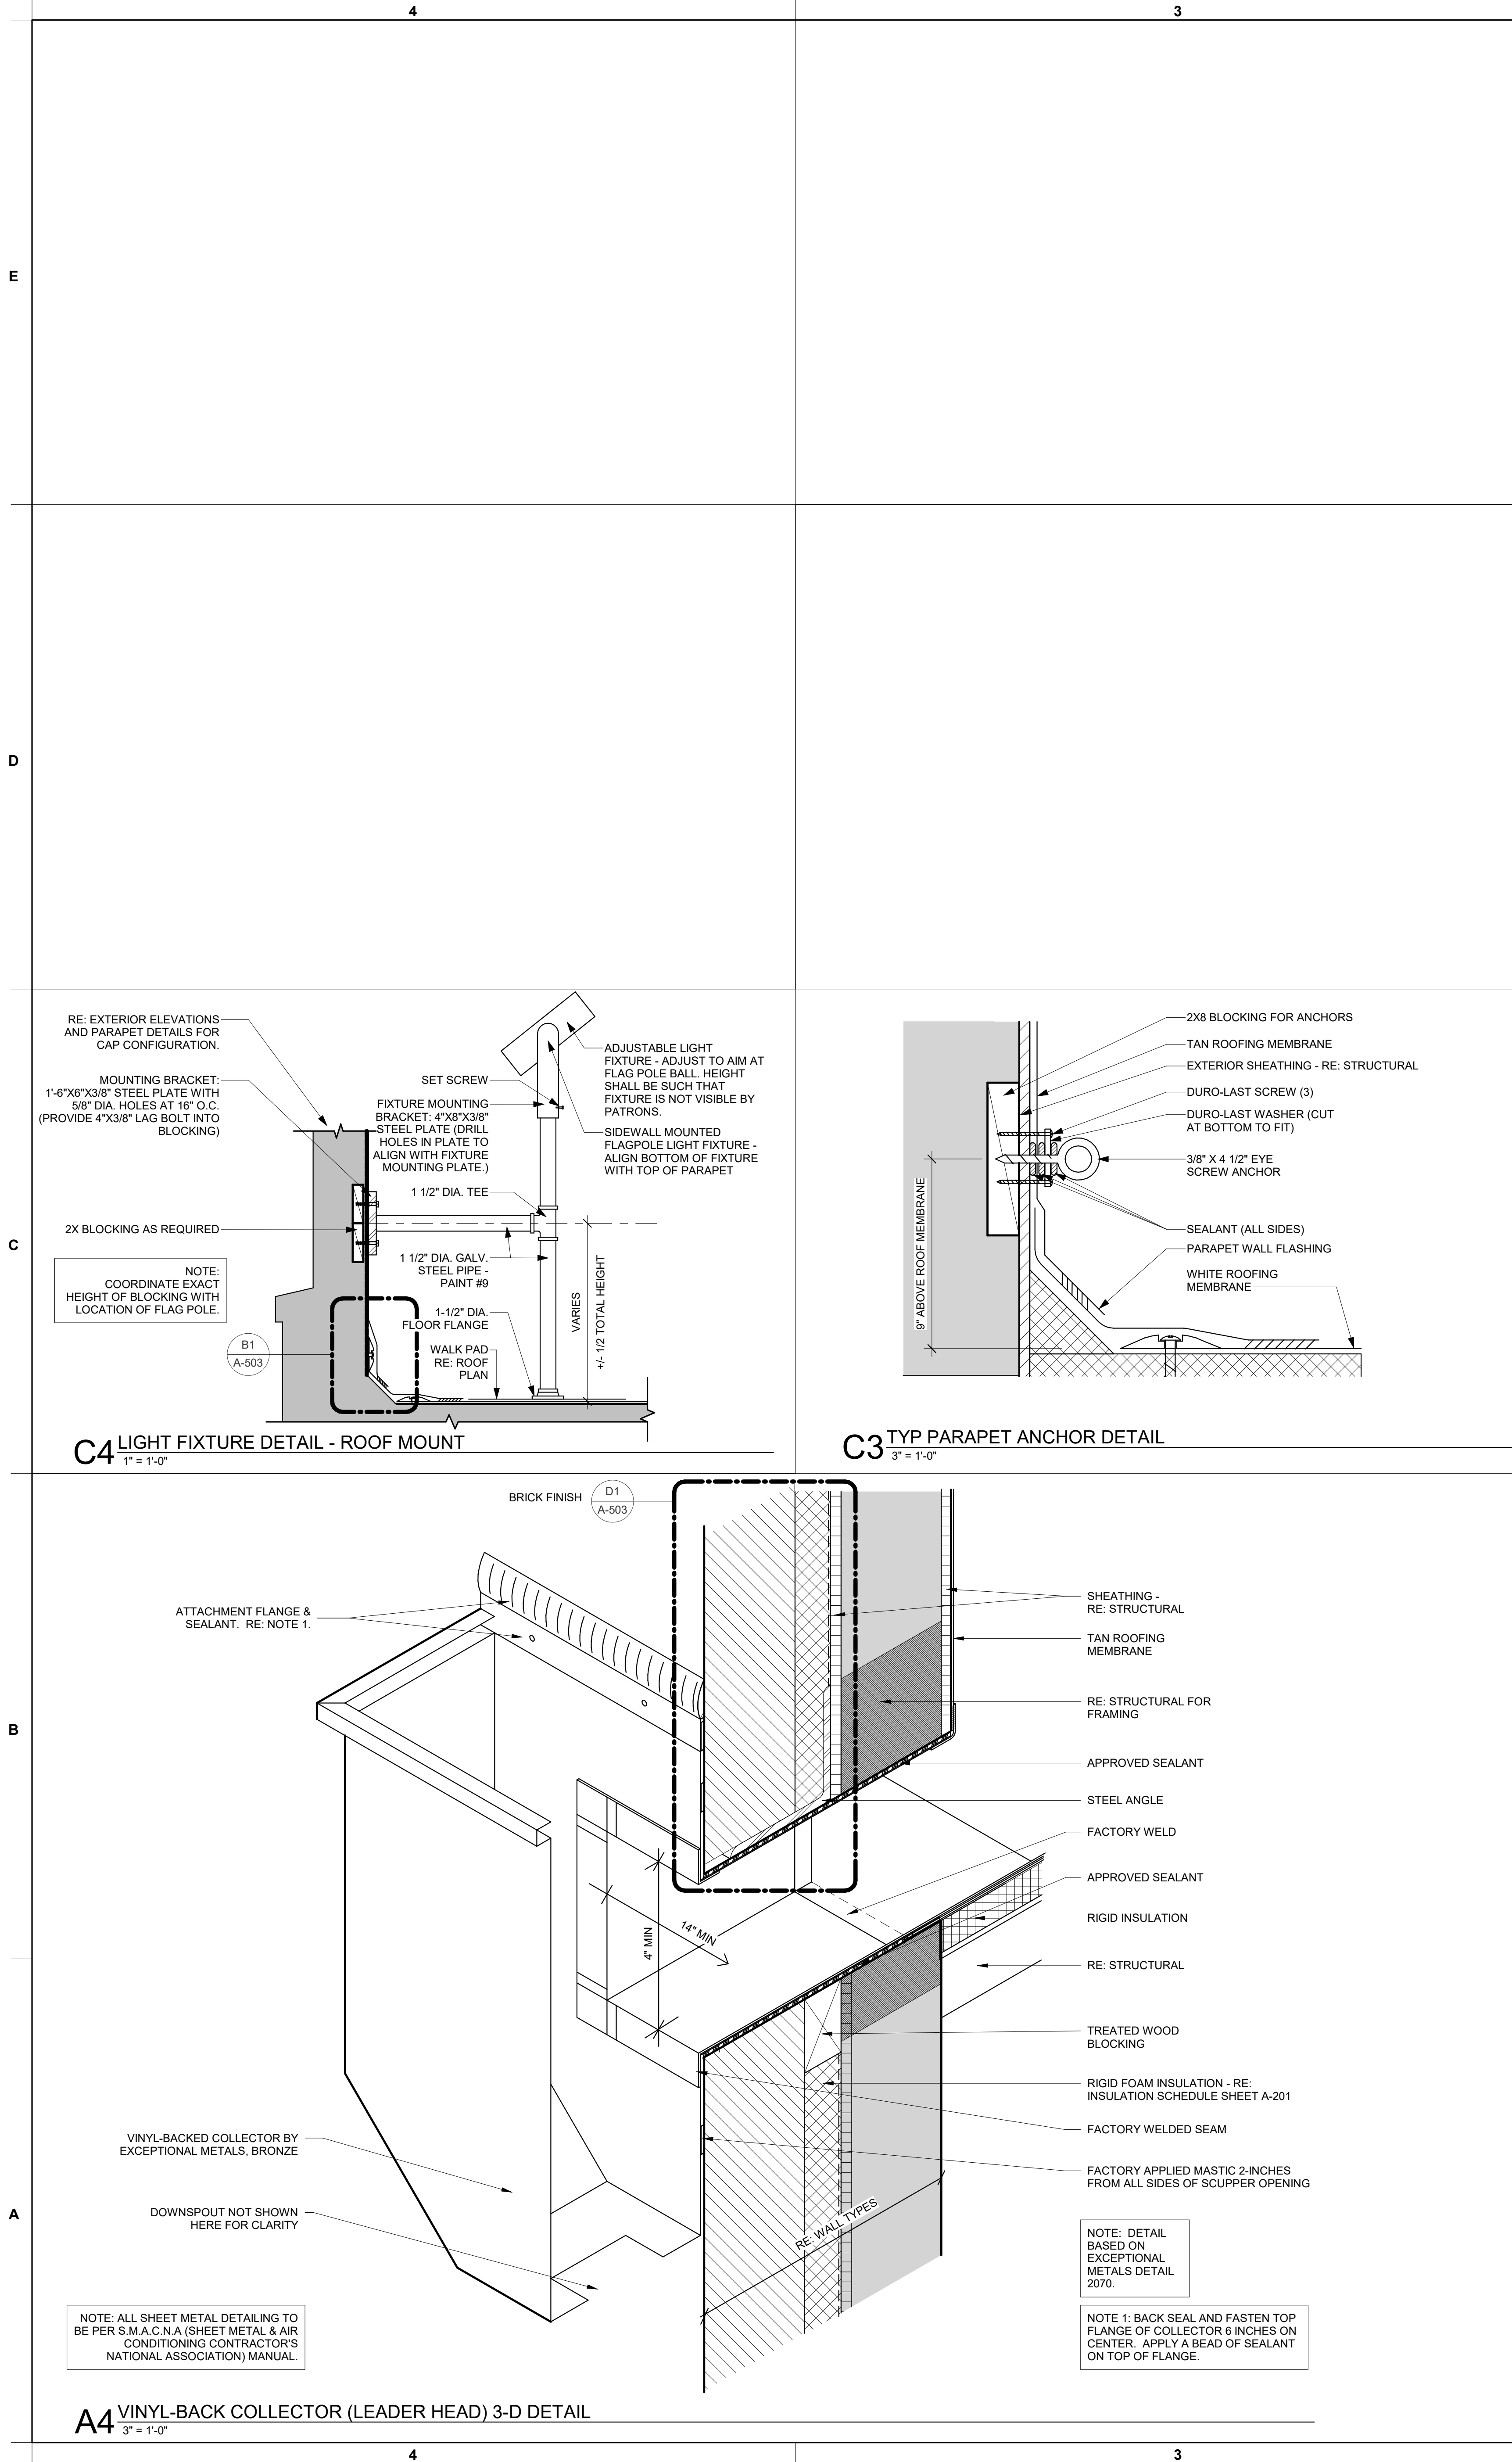 4
3
E
D
C
B
A
RE: EXTERIOR ELEVATIONS
AND PARAPET DETAILS FOR
CAP CONFIGURATION.
MOUNTING BRACKET:
1'-6"X6"X3/8" STEEL PLATE WITH
5/8" DIA. HOLES AT 16" O.C.
(PROVIDE 4"X3/8" LAG BOLT INTO
BLOCKING)
2X BLOCKING AS REQUIRED
NOTE:
COORDINATE EXACT
HEIGHT OF BLOCKING WITH
LOCATION OF FLAG POLE.
B1
A-503
SET SCREW
FIXTURE MOUNTING
BRACKET: 4"X8"X3/8"
STEEL PLATE (DRILL
HOLES IN PLATE TO
ALIGN WITH FIXTURE
MOUNTING PLATE.)
1 1/2" DIA. TEE
1 1/2" DIA. GALV.
STEEL PIPE -
PAINT #9
1-1/2" DIA.
FLOOR FLANGE
WALK PAD
RE: ROOF
PLAN
ADJUSTABLE LIGHT
FIXTURE - ADJUST TO AIM AT
FLAG POLE BALL. HEIGHT
SHALL BE SUCH THAT
FIXTURE IS NOT VISIBLE BY
PATRONS.
SIDEWALL MOUNTED
FLAGPOLE LIGHT FIXTURE -
ALIGN BOTTOM OF FIXTURE
WITH TOP OF PARAPET
VARIES
+/- 1/2 TOTAL HEIGHT
C4 LIGHT FIXTURE DETAIL - ROOF MOUNT
1" = 1'-0"
2X8 BLOCKING FOR ANCHORS
TAN ROOFING MEMBRANE
EXTERIOR SHEATHING - RE: STRUCTURAL
DURO-LAST SCREW (3)
DURO-LAST WASHER (CUT
AT BOTTOM TO FIT)
3/8" X 4 1/2" EYE
SCREW ANCHOR
SEALANT (ALL SIDES)
PARAPET WALL FLASHING
WHITE ROOFING
MEMBRANE
9" ABOVE ROOF MEMBRANE
C3 TYP PARAPET ANCHOR DETAIL
3" = 1'-0"
BRICK FINISH
D1
A-503
ATTACHMENT FLANGE &
SEALANT. RE: NOTE 1.
SHEATHING -
RE: STRUCTURAL
TAN ROOFING
MEMBRANE
RE: STRUCTURAL FOR
FRAMING
APPROVED SEALANT
STEEL ANGLE
FACTORY WELD
APPROVED SEALANT
RIGID INSULATION
RE: STRUCTURAL
TREATED WOOD
BLOCKING
RIGID FOAM INSULATION - RE:
INSULATION SCHEDULE SHEET A-201
FACTORY WELDED SEAM
FACTORY APPLIED MASTIC 2-INCHES
FROM ALL SIDES OF SCUPPER OPENING
4" MIN
14" MIN
RE: WALL TYPES
VINYL-BACKED COLLECTOR BY
EXCEPTIONAL METALS, BRONZE
DOWNSPOUT NOT SHOWN
HERE FOR CLARITY
NOTE: DETAIL
BASED ON
EXCEPTIONAL
METALS DETAIL
2070.
NOTE: ALL SHEET METAL DETAILING TO
BE PER S.M.A.C.N.A (SHEET METAL & AIR
CONDITIONING CONTRACTOR'S
NATIONAL ASSOCIATION) MANUAL.
NOTE 1: BACK SEAL AND FASTEN TOP
FLANGE OF COLLECTOR 6 INCHES ON
CENTER. APPLY A BEAD OF SEALANT
ON TOP OF FLANGE.
A4 VINYL-BACK COLLECTOR (LEADER HEAD) 3-D DETAIL
3" = 1'-0"
4
3